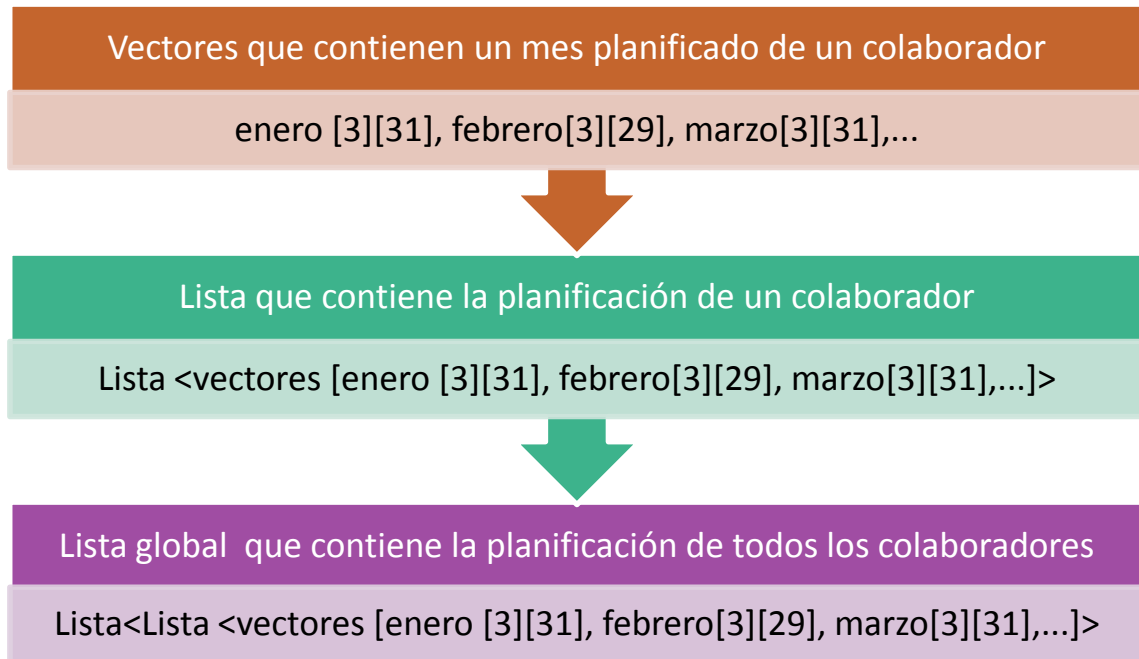 Vectores que contienen un mes planificado de un colaborador
enero [3][31], febrero[3][29], marzo[3][31],...
Lista que contiene la planificación de un colaborador
Lista <vectores [enero [3][31], febrero[3][29], marzo[3][31],...]>
Lista global  que contiene la planificación de todos los colaboradores
Lista<Lista <vectores [enero [3][31], febrero[3][29], marzo[3][31],...]>